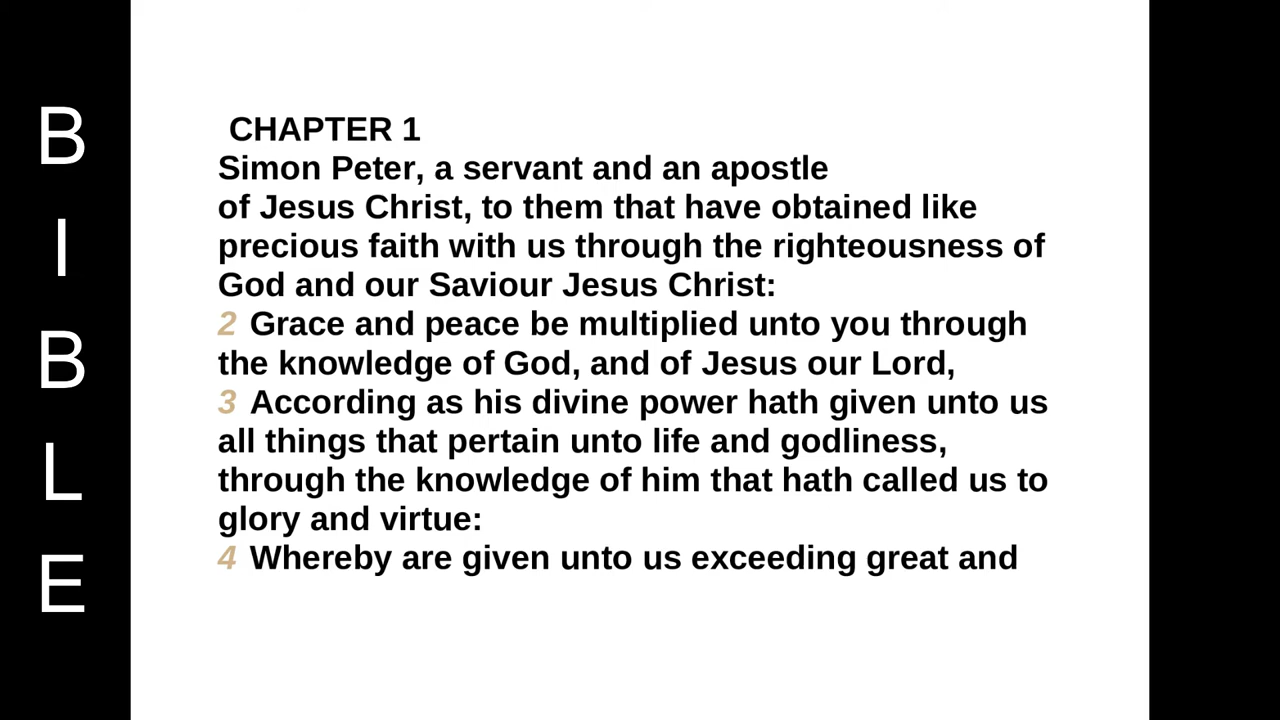 BIBLE
CHAPTER 1
Simon Peter, a servant and an apostle
of Jesus Christ, to them that have obtained like
precious faith with us through the righteousness of
God and our Saviour Jesus Christ:
2 Grace and peace be multiplied unto you through
the knowledge of God, and of Jesus our Lord,
3 According as his divine power hath given unto us
all things that pertain unto life and godliness,
through the knowledge of him that hath called us to
glory and virtue:
4 Whereby are given unto us exceeding great and